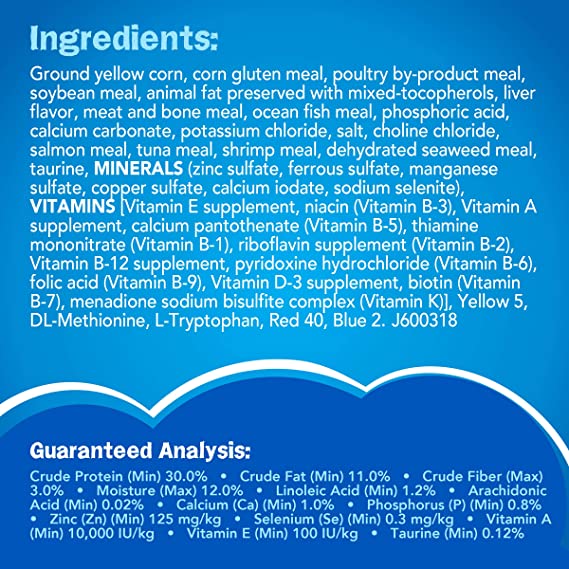 Ingredients:
Ground yellow corn, corn gluten meal, poultry by-product meal,
soybean meal, animal fat preserved with mixed-tocopherols, liver
flavor, meat and bone meal, ocean fish meal, phosphoric acid,
calcium carbonate, potassium chloride, salt, choline chloride,
salmon meal, tuna meal, shrimp meal, dehydrated seaweed meal,
taurine, MINERALS (zinc sulfate, ferrous sulfate, manganese
sulfate, copper sulfate, calcium iodate, sodium selenite),
VITAMINS [Vitamin E supplement, niacin (Vitamin B-3), Vitamin A
supplement, calcium pantothenate (Vitamin B-5), thiamine
mononitrate (Vitamin B-1), riboflavin supplement (Vitamin B-2),
Vitamin B-12 supplement, pyridoxine hydrochloride (Vitamin B-6),
folic acid (Vitamin B-9), Vitamin D-3 supplement, biotin (Vitamin
B-7), menadione sodium bisulfite complex (Vitamin K)], Yellow 5,
DL-Methionine, L-Tryptophan, Red 40, Blue 2. J600318
Guaranteed Analysis:
Crude Protein (Min) 30.0% • Crude Fat (Min) 11.0% • Crude Fiber (Max)
3.0% • Moisture (Max) 12.0% • Linoleic Acid (Min) 1.2% • Arachidonic
Acid (Min) 0.02% • Calcium (Ca) (Min) 1.0% • Phosphorus (P) (Min) 0.8%
• Zinc (Zn) (Min) 125 mg/kg • Selenium (Se) (Min) 0.3 mg/kg • Vitamin A
(Min) 10,000 IU/kg • Vitamin E (Min) 100 IU/kg • Taurine (Min) 0.12%